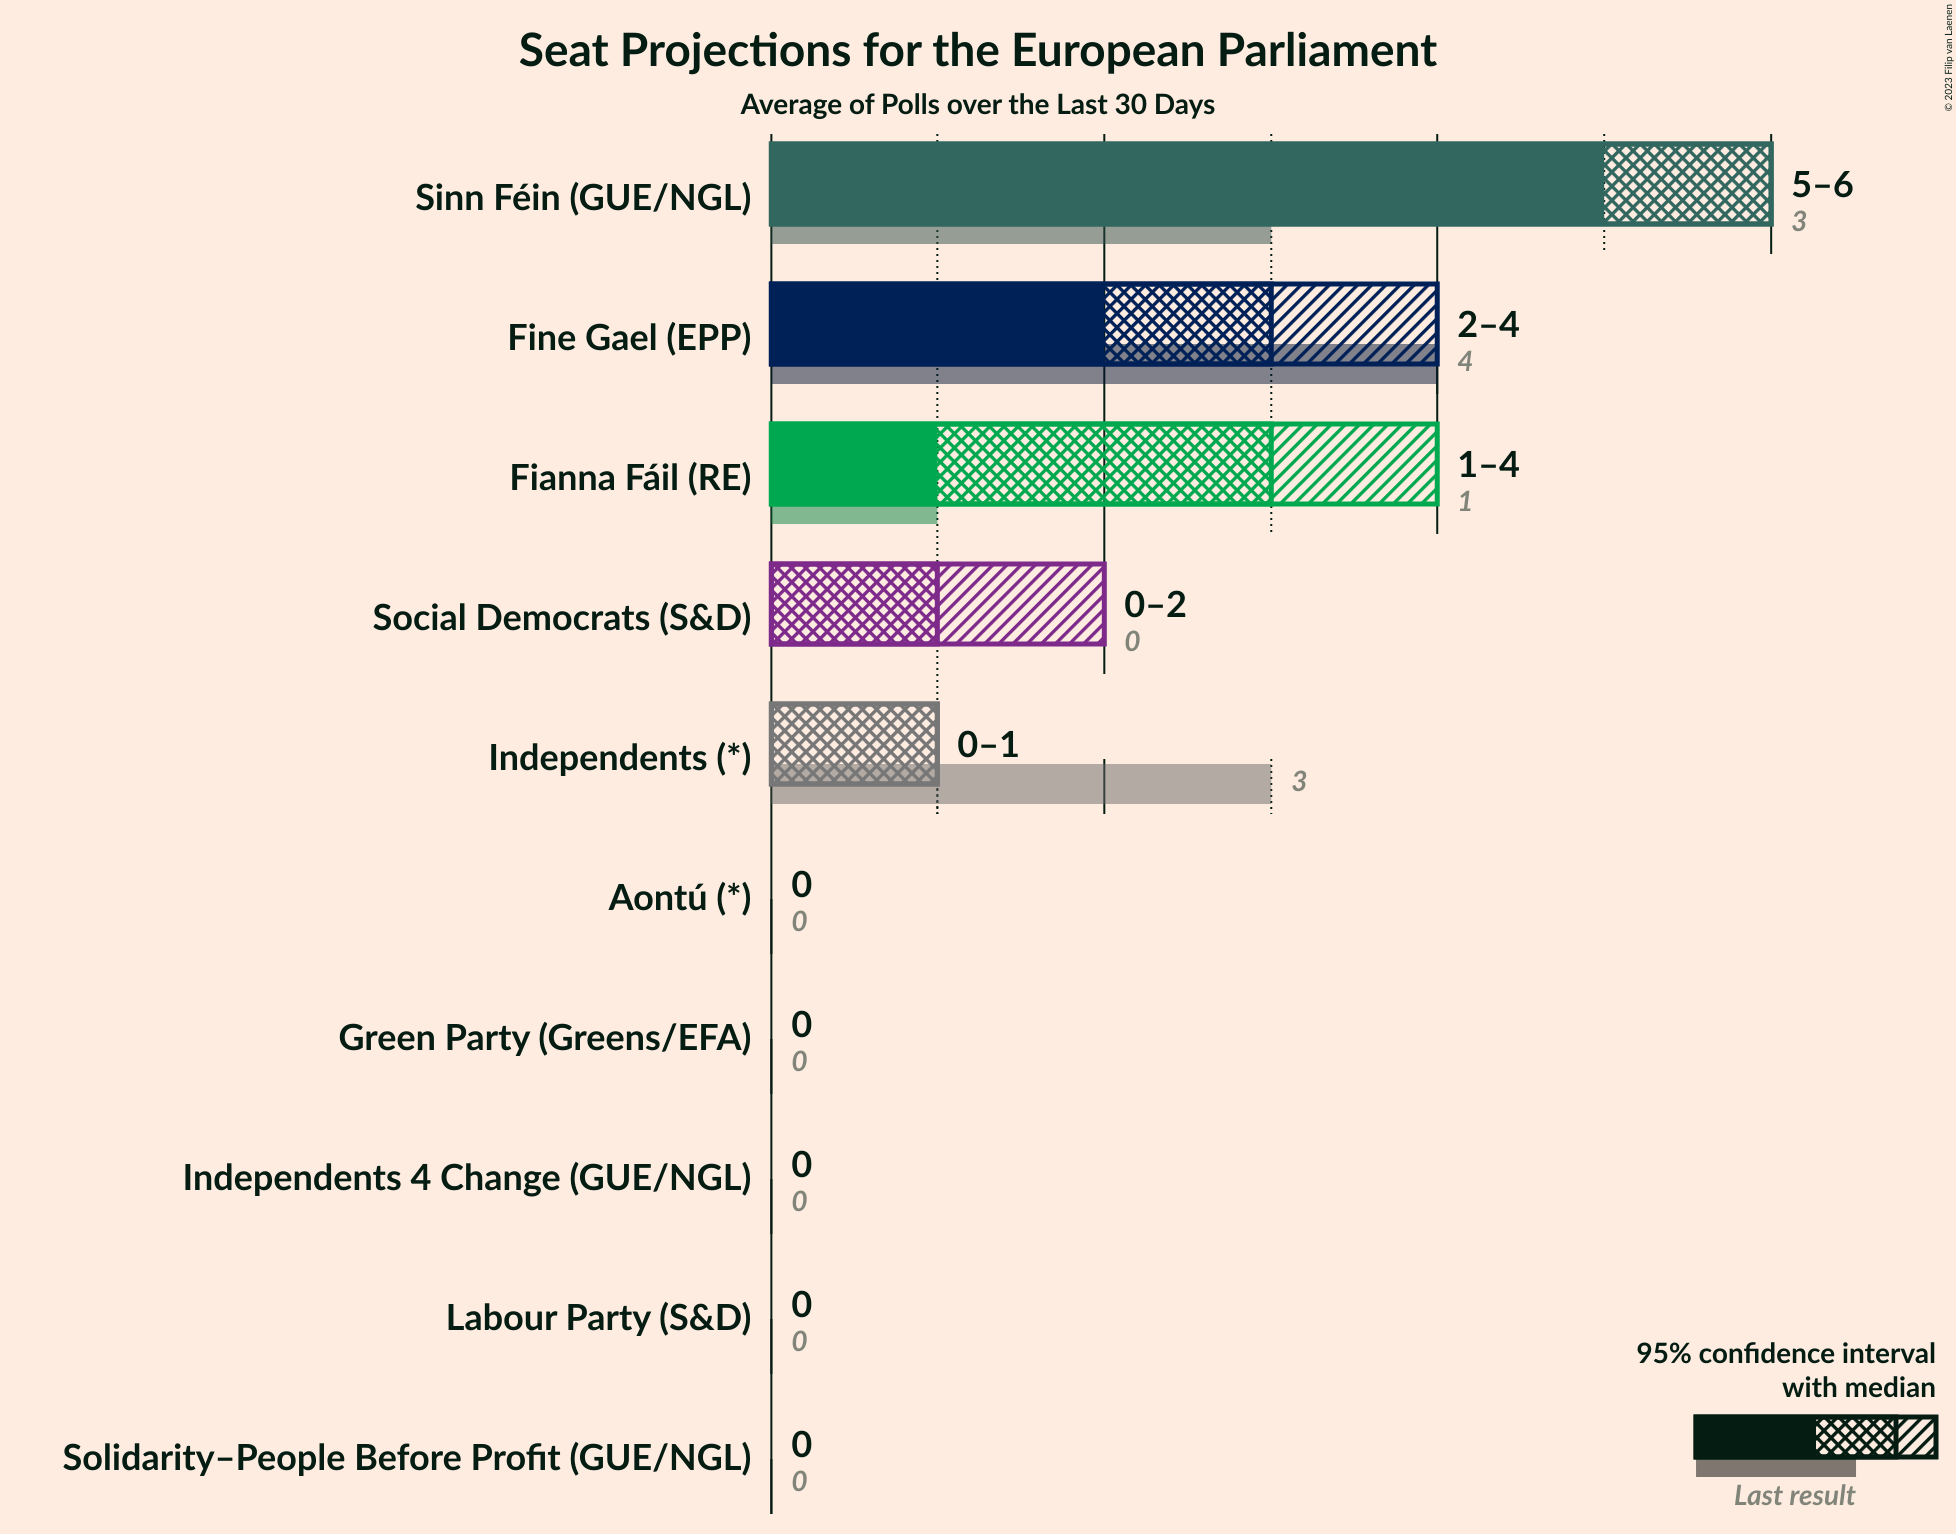 Seat Projections for the European Parliament
Average of Polls over the Last 30 Days
© 2023 Filip van Laenen
Sinn Féin (GUE/NGL)
5–6
3
Fine Gael (EPP)
2–4
4
Fianna Fáil (RE)
1–4
1
Social Democrats (S&D)
0–2
0
Independents (*)
0–1
3
Aontú (*)
0
0
Green Party (Greens/EFA)
0
0
Independents 4 Change (GUE/NGL)
0
0
Labour Party (S&D)
0
0
Solidarity–People Before Profit (GUE/NGL)
0
0
95% confidence interval
with median
Last result